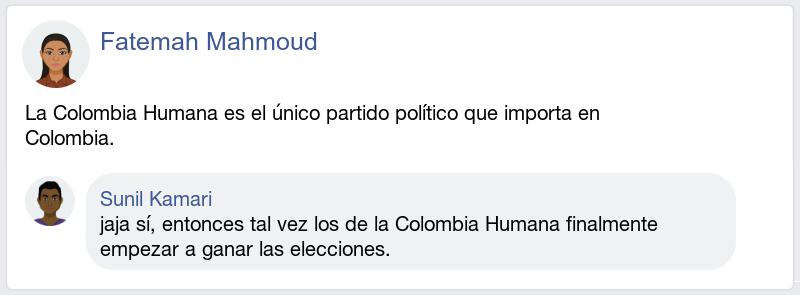 Fatemah Mahmoud
La Colombia Humana es el único partido político que importa en
Colombia.
Sunil Kamari
jaja sí, entonces tal vez los de la Colombia Humana finalmente
empezar a ganar las elecciones.